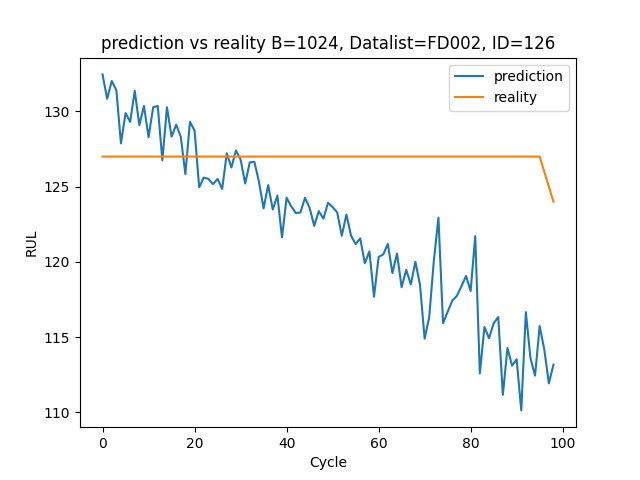 prediction vs reality B=1024, Datalist=FD002, ID=126
prediction
reality
130
125
120
115
110
RUL
0 20 40 60 80 100
Cycle